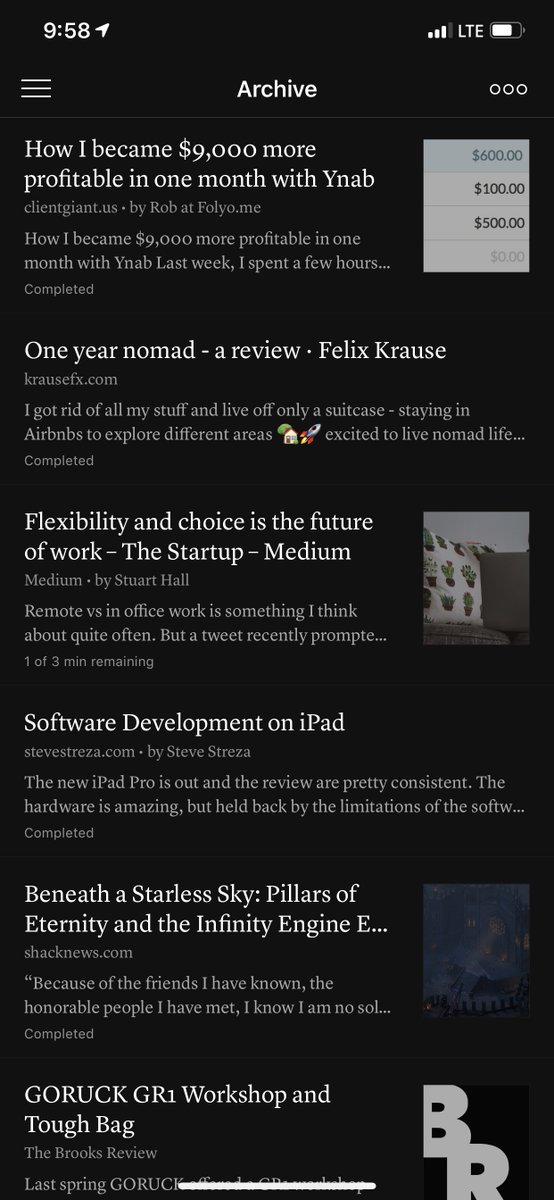 9:58
LTE
Archive
How I became $9,000 more
profitable in one month with Ynab
clientgiant.us • by Rob at Folyo.me
How I became $9,000 more profitable in one
month with Ynab Last week, I spent a few hours...
Completed
$600.00
$100.00
$500.00
$0.00
One year nomad - a review · Felix Krause
krausefx.com
I got rid of all my stuff and live off only a suitcase - staying in
Airbnbs to explore different areas 🏡🚀 excited to live nomad life...
Completed
Flexibility and choice is the future
of work – The Startup – Medium
Medium • by Stuart Hall
Remote vs in office work is something I think
about quite often. But a tweet recently prompte...
1 of 3 min remaining
Software Development on iPad
stevestreza.com • by Steve Streza
The new iPad Pro is out and the review are pretty consistent. The
hardware is amazing, but held back by the limitations of the softw...
Completed
Beneath a Starless Sky: Pillars of
Eternity and the Infinity Engine E...
shacknews.com
“Because of the friends I have known, the
honorable people I have met, I know I am no sol...
Completed
GORUCK GR1 Workshop and
Tough Bag
The Brooks Review
Last spring GORUCK offered a GR1 workshop
B
R